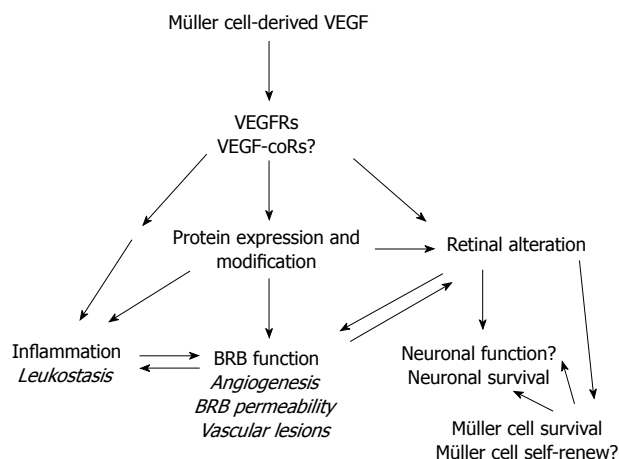 Müller cell-derived VEGF
VEGFRs
VEGF-coRs?
Protein expression and
modification
Retinal alteration
Inflammation
Leukostasis
BRB function
Angiogenesis
BRB permeability
Vascular lesions
Neuronal function?
Neuronal survival
Müller cell survival
Müller cell self-renew?